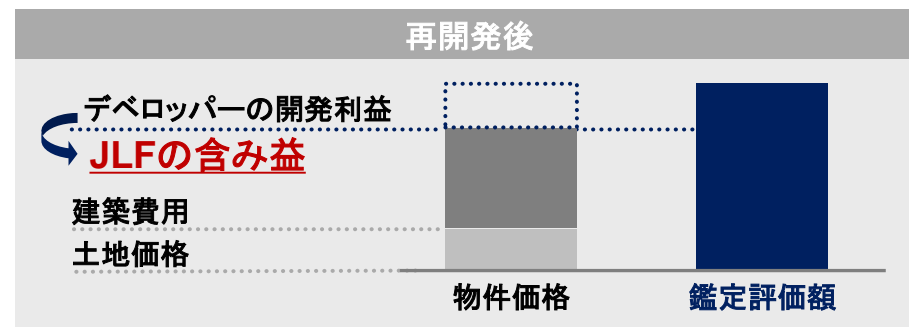 再開発後
デベロッパーの開発利益
JLFの含み益
建築費用
土地価格
物件価格
鑑定評価額